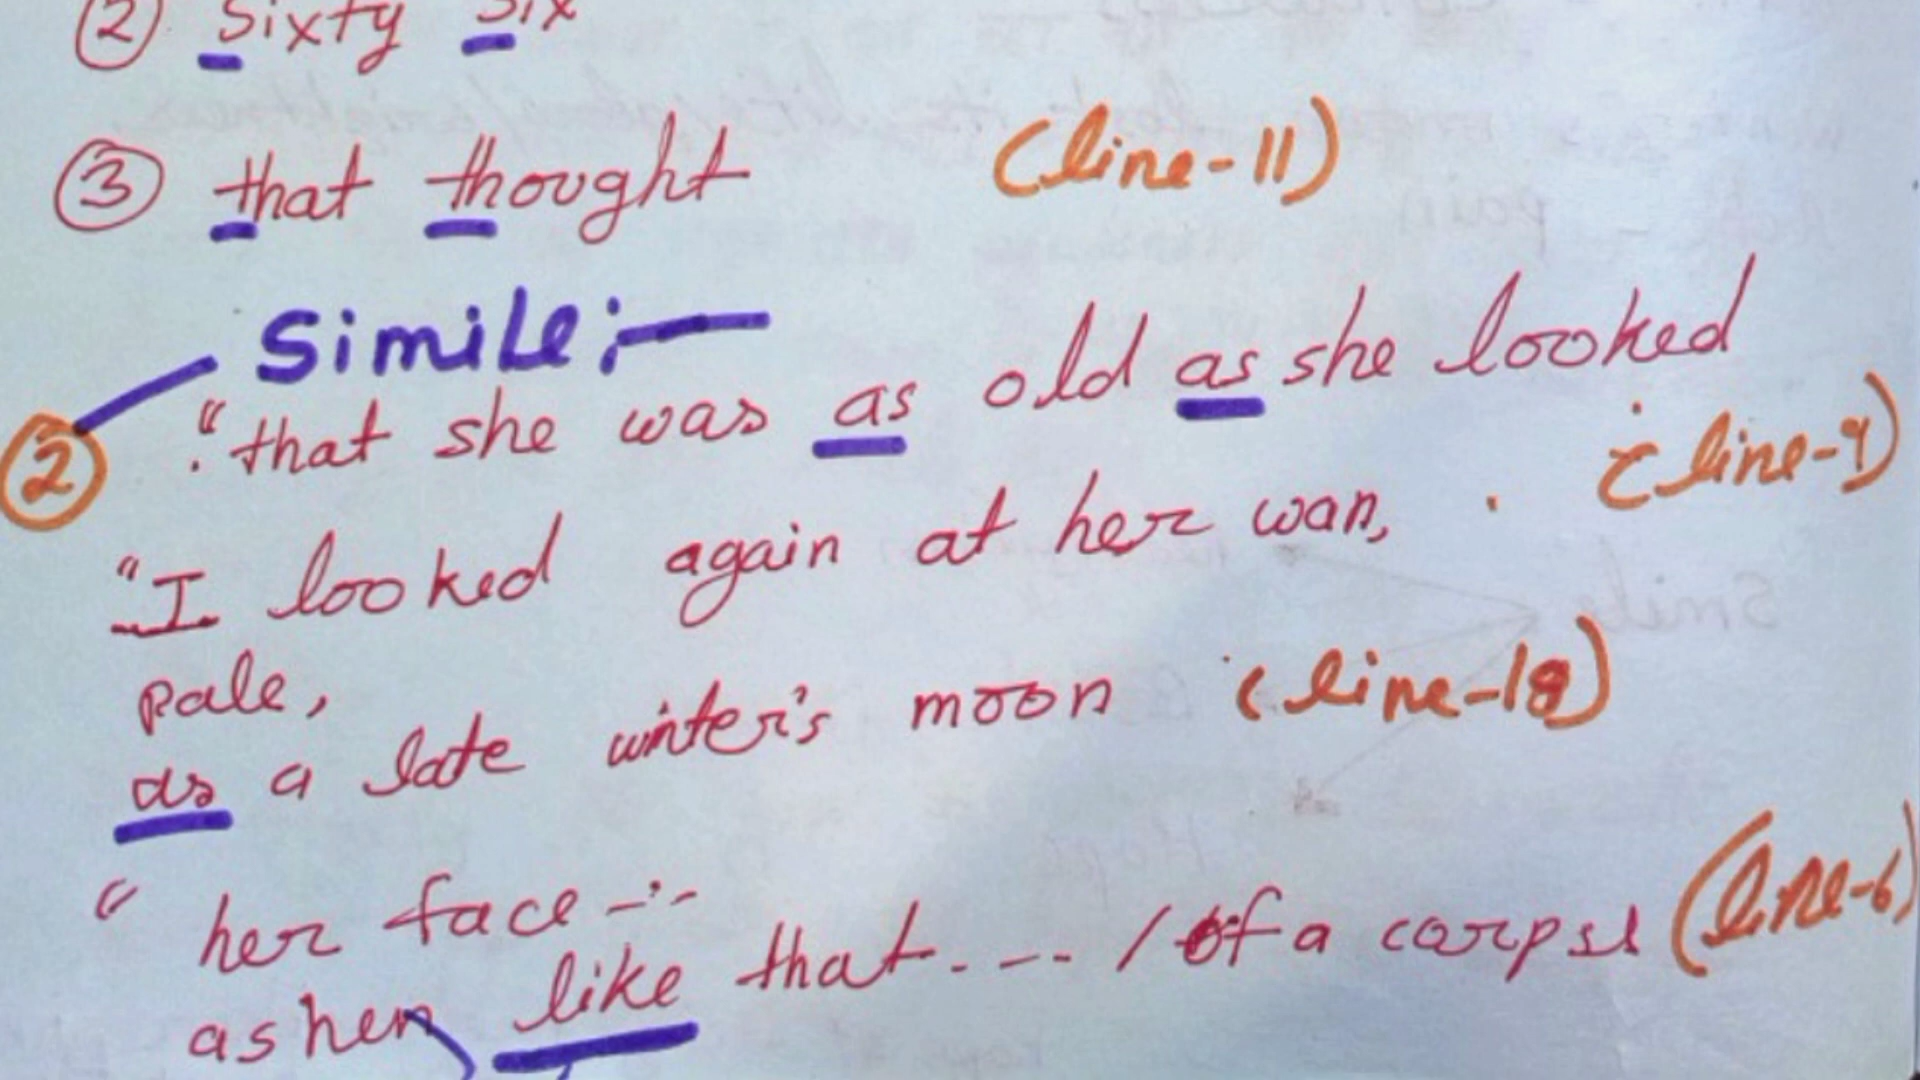 ② Sixty Six
③ that thought (line-11)
Simile:-
② "that she was as old as she looked
(line-9)
"I looked again at her wan,
pale,
as a late winter's moon (line-18)
" her face---
ashen like that---- / of a corpse (line-6)